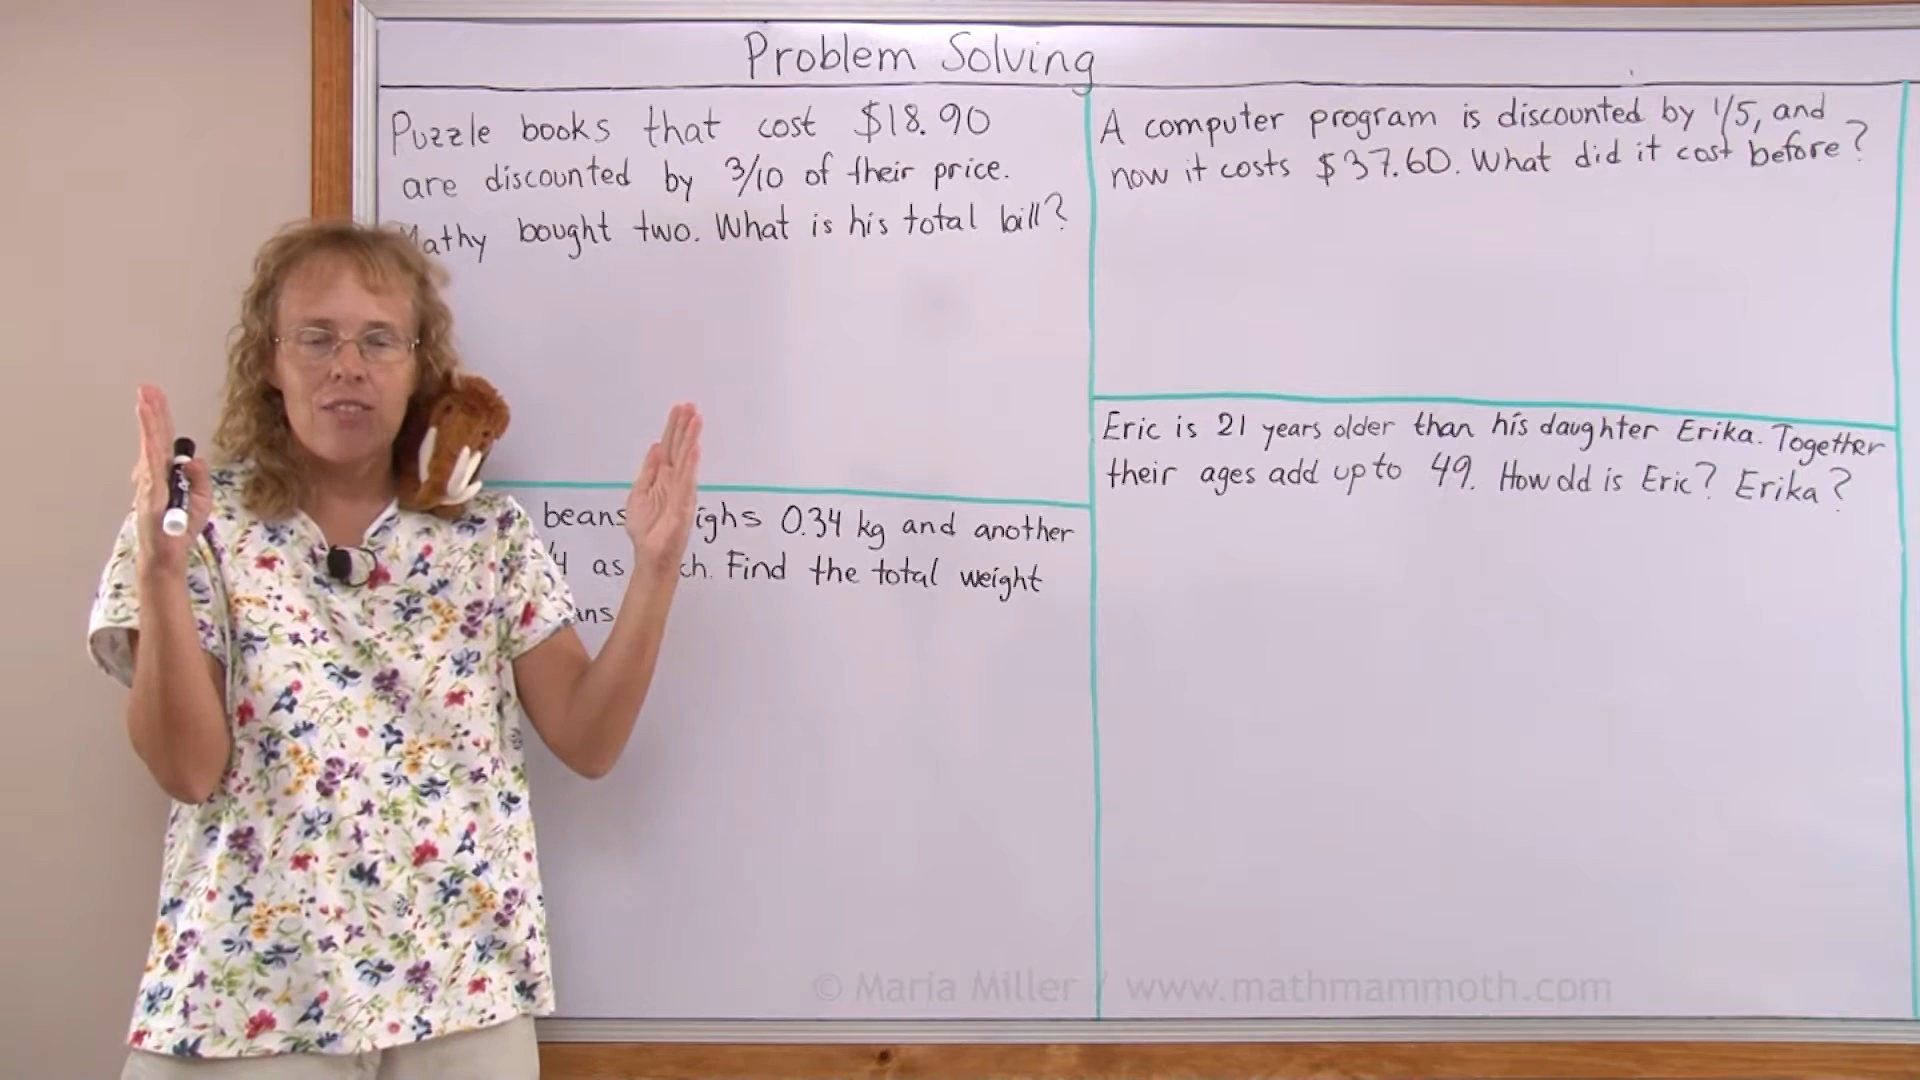 Problem Solving
Puzzle books that cost $18.90
are discounted by 3/10 of their price.
Mathy bought two. What is his total bill?
A computer program is discounted by 1/5, and
now it costs $37.60. What did it cost before?
beans 0.34 kg and another
as Find the total weight
Eric is 21 years older than his daughter Erika. Together
their ages add up to 49. How old is Eric? Erika?
© Maria Miller / www.mathmammoth.com